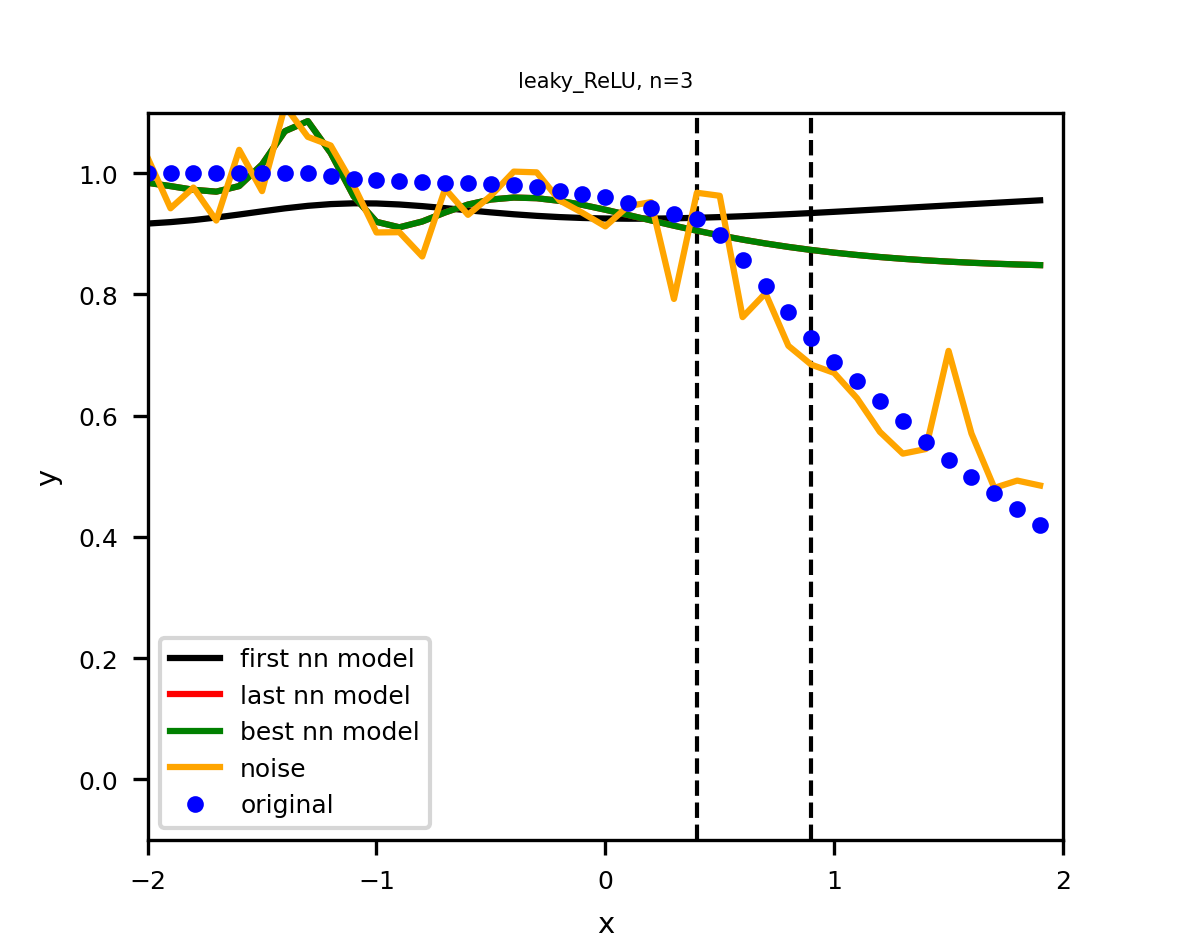 leaky_ReLU, n=3
1.0
0.8
0.6
0.4
0.2
0.0
y
first nn model
last nn model
best nn model
noise
original
−2
−1
0
1
2
x